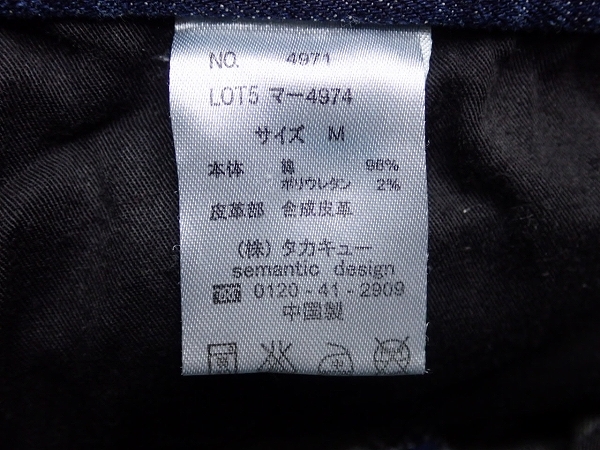 NO. 4971
LOT5 マー4974
サイズ M
本体 綿 98%
ポリウレタン 2%
皮革部 合成皮革
(株) タカキュー
semantic design
0120-41-2909
中国製